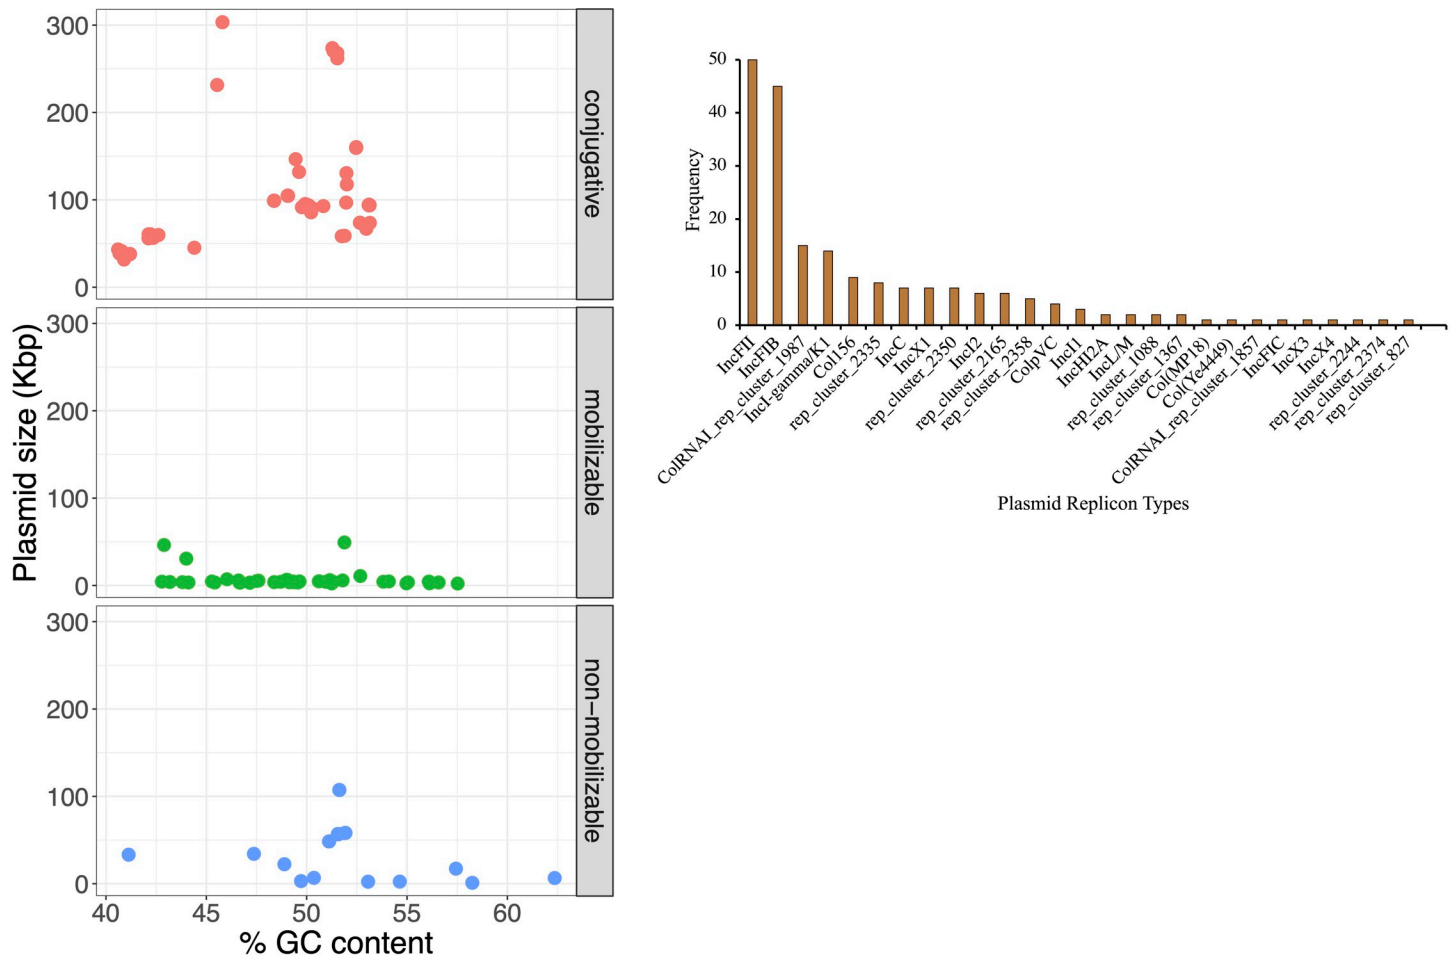 Plasmid size (Kbp)
300
200
100
0
conjugative
300
200
100
0
mobilizable
300
200
100
0
non-mobilizable
40 45 50 55 60
% GC content
Frequency
50
40
30
20
10
0
IncFII
IncFIB
ColRNAI_rep_cluster_1987
IncI-gamma/K1
Col156
rep_cluster_2335
IncC
IncX1
rep_cluster_2350
IncI2
rep_cluster_2165
rep_cluster_2358
ColpVC
IncI1
IncHI2A
IncL/M
rep_cluster_1088
rep_cluster_1367
Col(MP18)
Col(Ye4449)
ColRNAI_rep_cluster_1857
IncFIC
IncX3
IncX4
rep_cluster_2244
rep_cluster_2374
rep_cluster_827
Plasmid Replicon Types